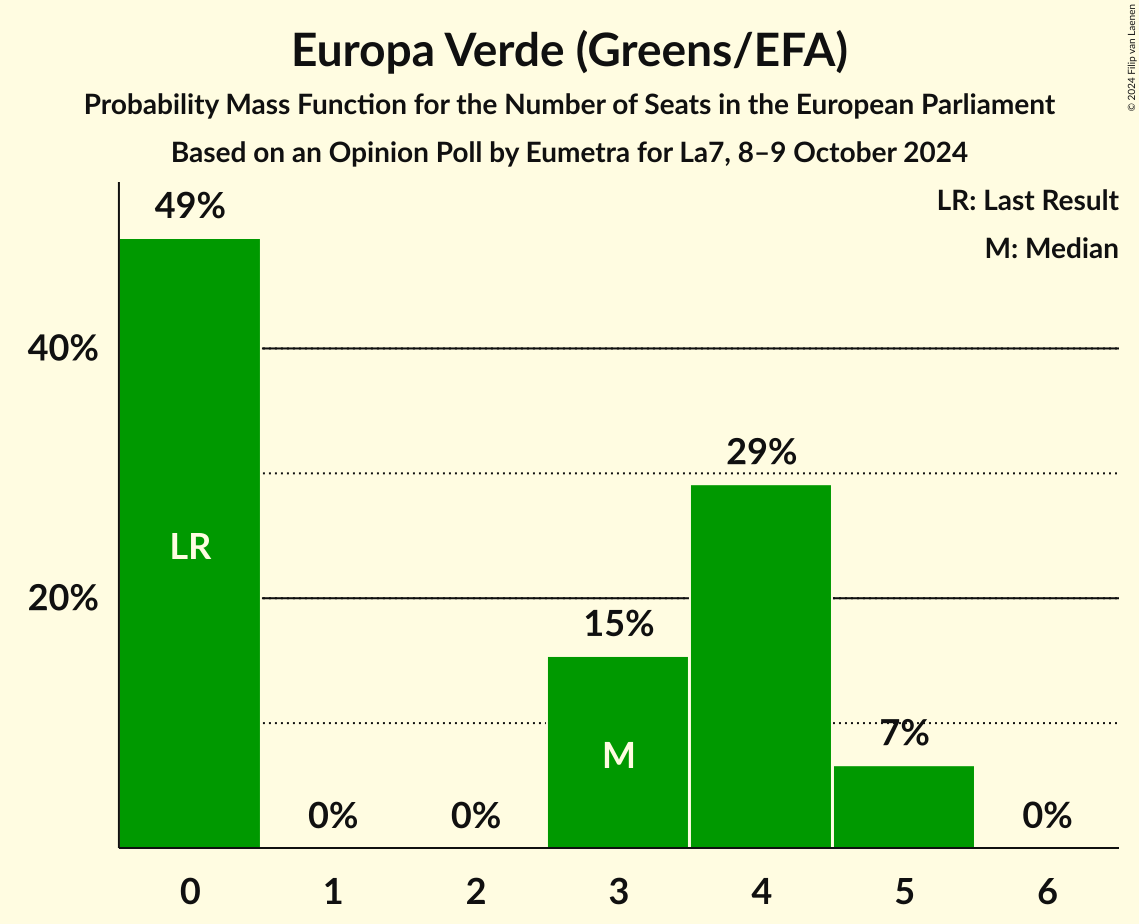 Europa Verde (Greens/EFA)
Probability Mass Function for the Number of Seats in the European Parliament
Based on an Opinion Poll by Eumetra for La7, 8–9 October 2024
© 2024 Filip van Laenen
LR: Last Result
M: Median
49%
40%
29%
LR
20%
15%
7%
M
0%
0%
0%
0
1
2
3
4
5
6